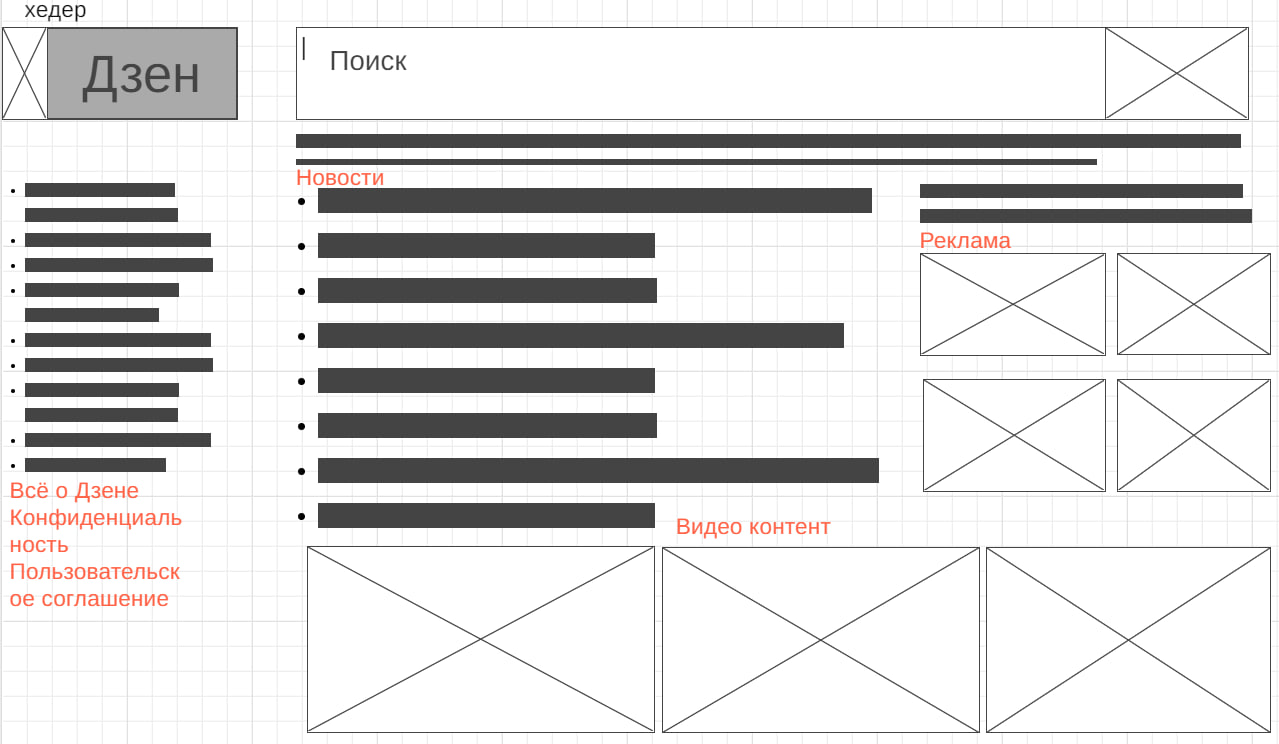 хедер
Дзен
Поиск
Новости
Реклама
Всё о Дзене
Конфиденциаль
ность
Пользовательск
ое соглашение
Видео контент